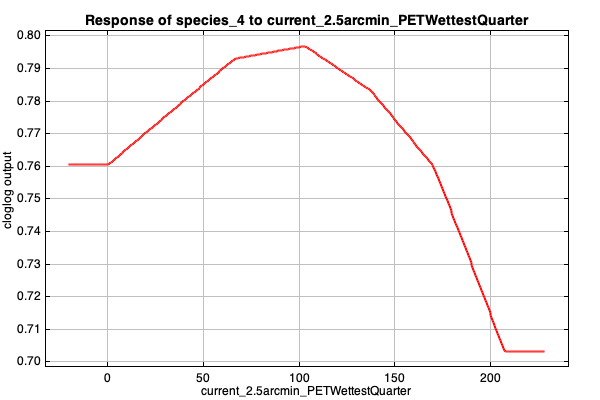 Response of species_4 to current_2.5arcmin_PETWettestQuarter
cloglog output
0.80
0.79
0.78
0.77
0.76
0.75
0.74
0.73
0.72
0.71
0.70
0 50 100 150 200
current_2.5arcmin_PETWettestQuarter